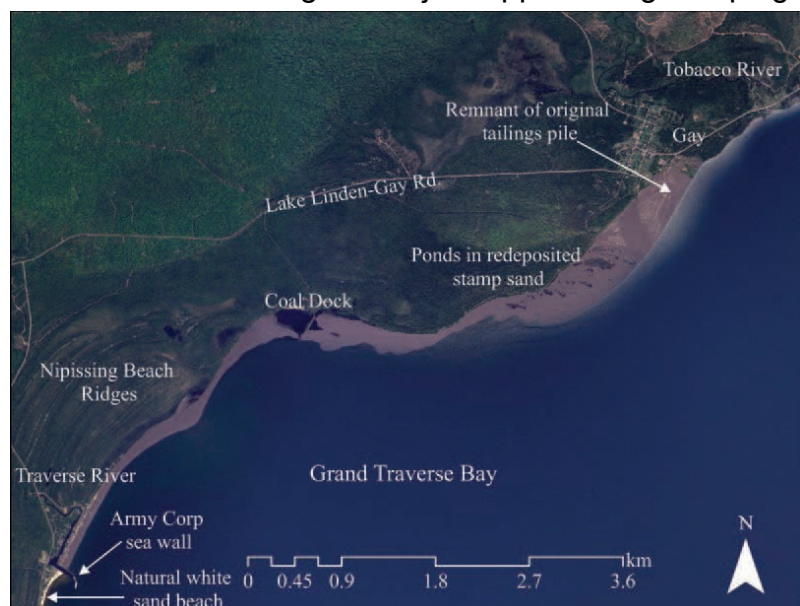 Tobacco River
Remnant of original
tailings pile
Gay
Lake Linden-Gay Rd.
Ponds in redeposited
stamp sand
Coal Dock
Nipissing Beach
Ridges
Traverse River
Grand Traverse Bay
Army Corp
sea wall
Natural white
sand beach
N
km
0 0.45 0.9 1.8 2.7 3.6